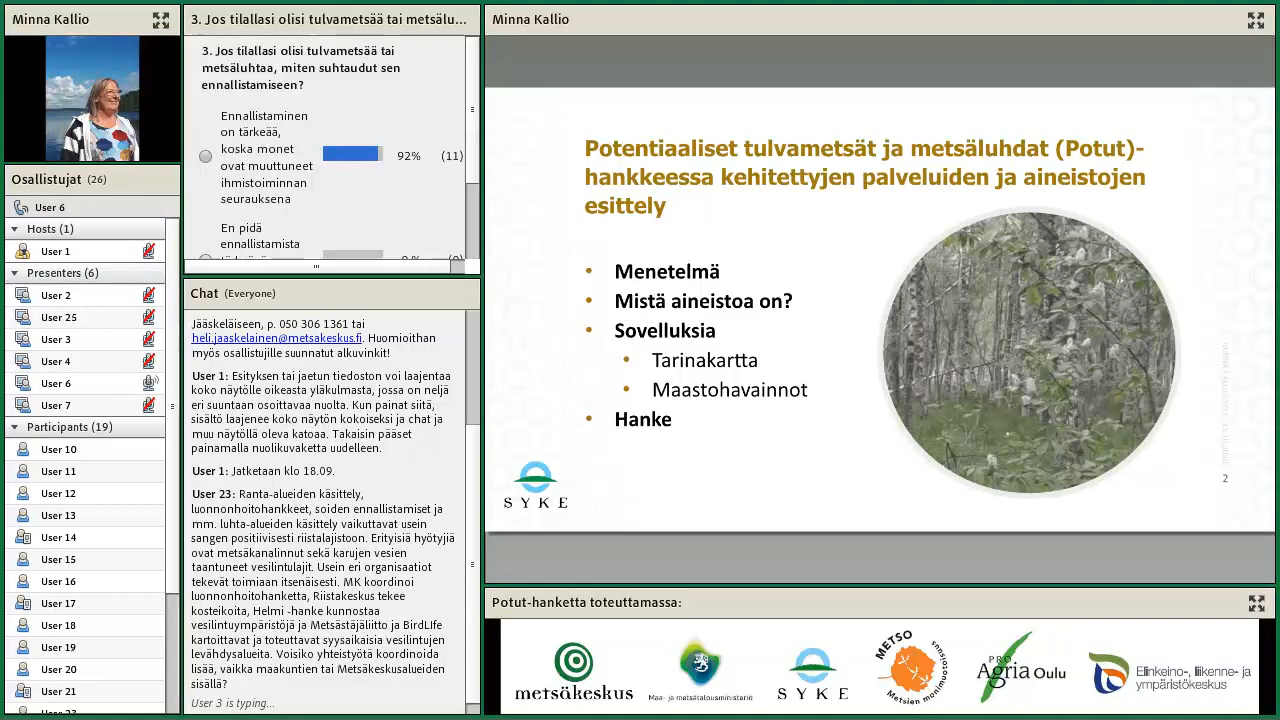 Minna Kallio
Osallistujat (26)
User 6
Hosts (1)
User 1
Presenters (6)
User 2
User 25
User 3
User 4
User 6
User 7
Participants (19)
User 10
User 11
User 12
User 13
User 14
User 15
User 16
User 17
User 18
User 19
User 20
User 21
3. Jos tilallasi olisi tulvametsää tai metsälu...
3. Jos tilallasi olisi tulvametsää tai
metsäluhtaa, miten suhtaudut sen
ennallistamiseen?
Ennallistaminen
on tärkeää,
koska monet
ovat muuttuneet
ihmistoiminnan
seurauksena
92% (11)
En pidä
ennallistamista
Chat (Everyone)
Jääskeläiseen, p. 050 306 1361 tai
heli.jaaskelainen@metsakeskus.fi. Huomioithan
myös osallistujille suunnatut alkuvinkit!
User 1: Esityksen tai jaetun tiedoston voi laajentaa
koko näytölle oikeasta yläkulmasta, jossa on neljä
eri suuntaan osoittavaa nuolta. Kun painat siitä,
sisältö laajenee koko näytön kokoiseksi ja chat ja
muu näytöllä oleva katoaa. Takaisin pääset
painamalla nuolikuvaketta uudelleen.
User 1: Jatketaan klo 18.09.
User 23: Ranta-alueiden käsittely,
luonnonhoitohankkeet, soiden ennallistamiset ja
mm. luhta-alueiden käsittely vaikuttavat usein
sangen positiivisesti riistalajistoon. Erityisiä hyötyjiä
ovat metsäkanalinnut sekä karujen vesien
taantuneet vesilintulajit. Usein eri organisaatiot
tekevät toimiaan itsenäisesti. MK koordinoi
luonnonhoitohanketta, Riistakeskus tekee
kosteikoita, Helmi -hanke kunnostaa
vesilintuympäristöjä ja Metsästäjäliitto ja BirdLIfe
kartoittavat ja toteuttavat syysaikaisia vesilintujen
levähdysalueita. Voisiko yhteistyötä koordinoida
lisää, vaikka maakuntien tai Metsäkeskusalueiden
sisällä?
User 3 is typing...
Minna Kallio
Potentiaaliset tulvametsät ja metsäluhdat (Potut)-
hankkeessa kehitettyjen palveluiden ja aineistojen
esittely
• Menetelmä
• Mistä aineistoa on?
• Sovelluksia
• Tarinakartta
• Maastohavainnot
• Hanke
SYKE
2
Potut-hanketta toteuttamassa:
metsäkeskus
Maa- ja metsätalousministeriö
SYKE
METSO
Metsien monimuotoisuus
PRO
Agria Oulu
Elinkeino-, liikenne- ja
ympäristökeskus